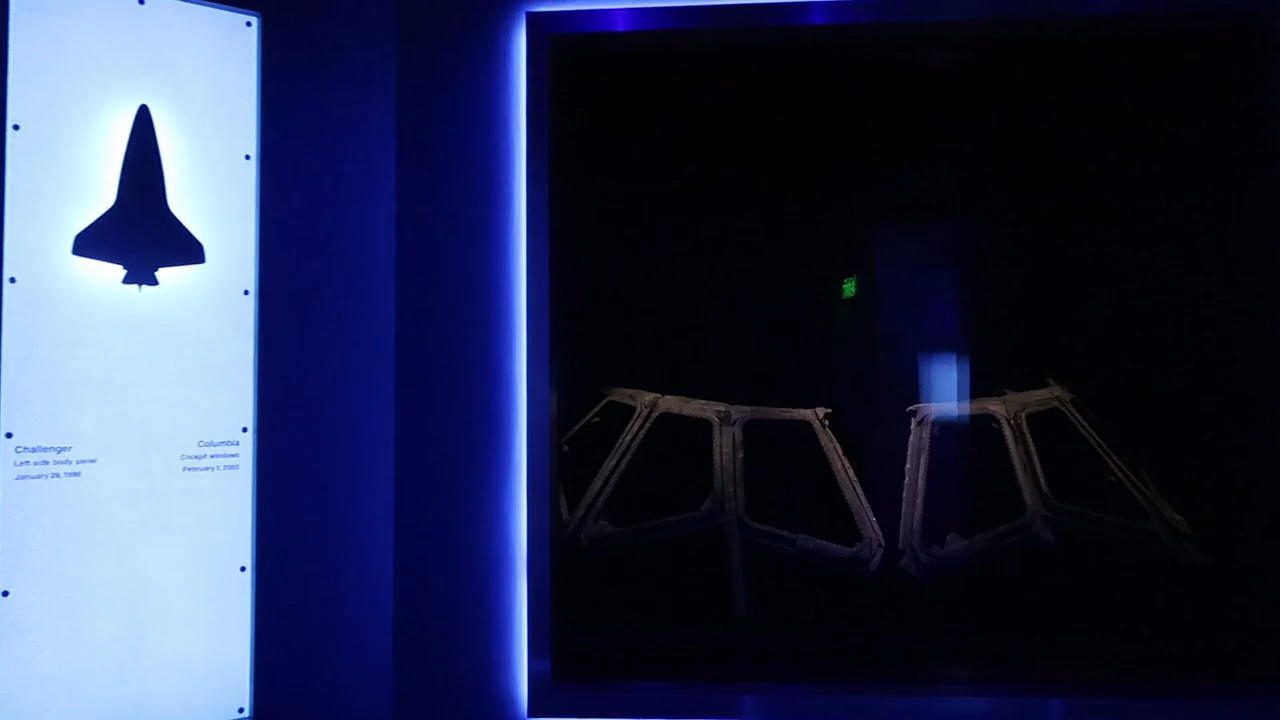 Challenger
Left side body panel
January 28, 1986
Columbia
Cockpit windows
February 1, 2003